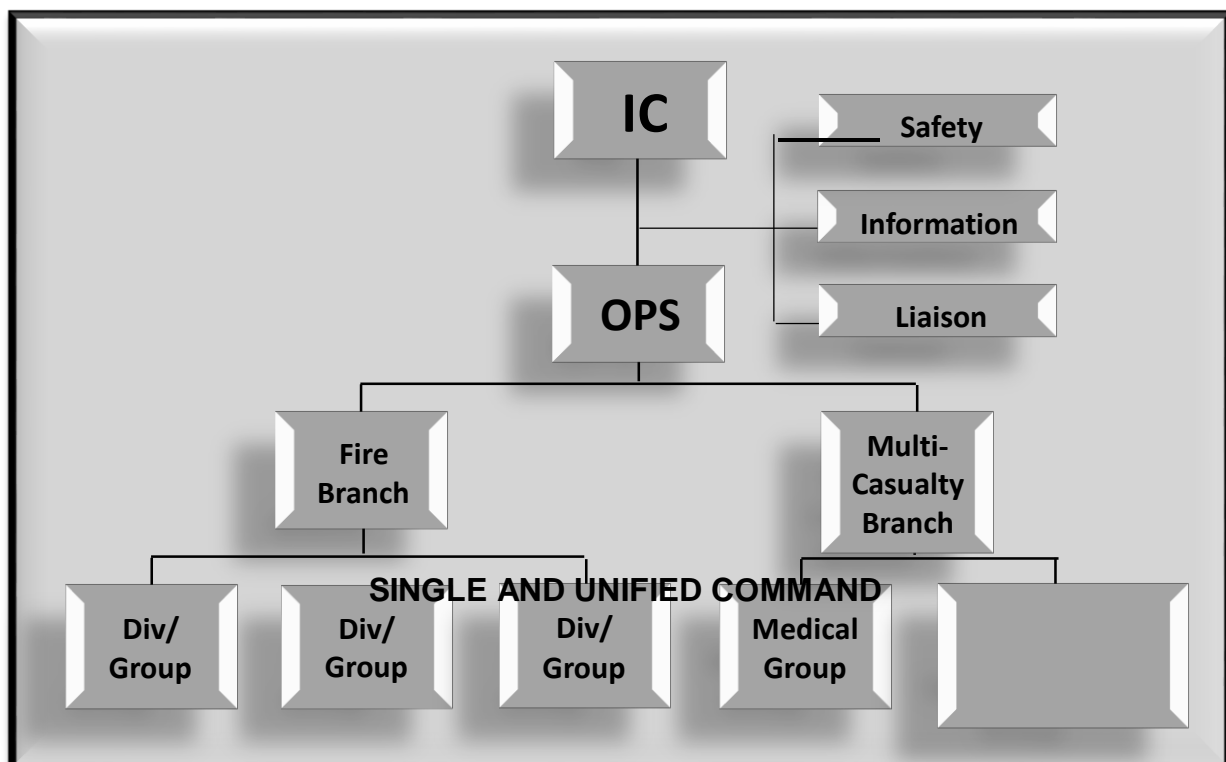 IC
Safety
Information
OPS
Liaison
Fire
Branch
Multi-
Casualty
Branch
SINGLE AND UNIFIED COMMAND
Div/
Group
Div/
Group
Div/
Group
Medical
Group